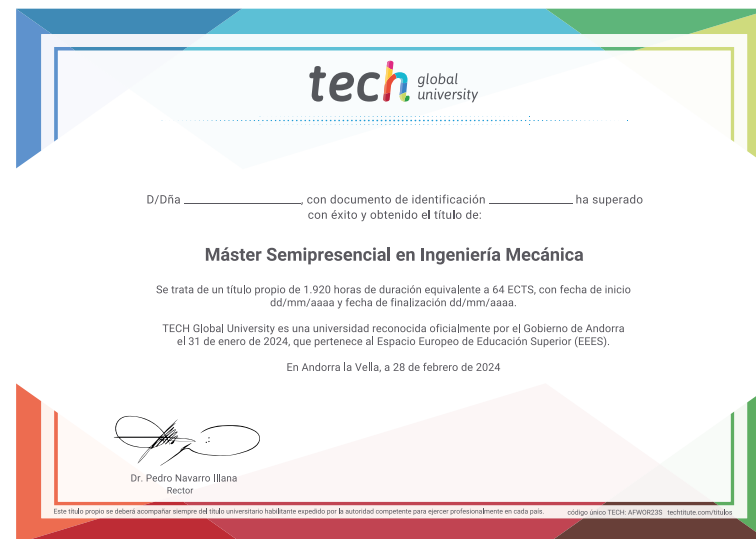 tech global
university
D/Dña ______________, con documento de identificación ______________ ha superado
con éxito y obtenido el título de:
Máster Semipresencial en Ingeniería Mecánica
Se trata de un título propio de 1.920 horas de duración equivalente a 64 ECTS, con fecha de inicio
dd/mm/aaaa y fecha de finalización dd/mm/aaaa.
TECH Global University es una universidad reconocida oficialmente por el Gobierno de Andorra
el 31 de enero de 2024, que pertenece al Espacio Europeo de Educación Superior (EEES).
En Andorra la Vella, a 28 de febrero de 2024
Dr. Pedro Navarro Illana
Rector
Este título propio se deberá acompañar siempre del título universitario habilitante expedido por la autoridad competente para ejercer profesionalmente en cada país. código único TECH: AFWOR23S techtitute.com/titulos